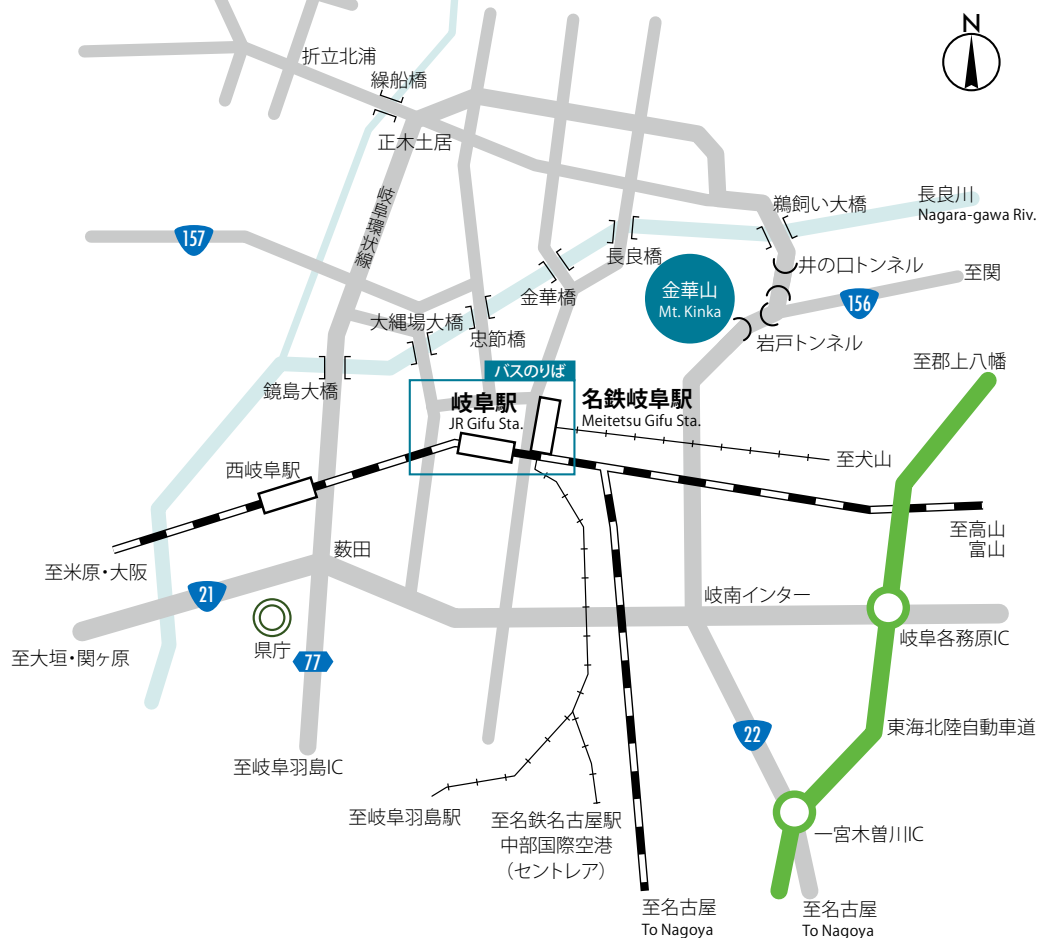 N
折立北浦
繰船橋
正木土居
岐阜環状線
157
長良川
Nagara-gawa Riv.
鵜飼い大橋
長良橋
井の口トンネル
至関
金華山
Mt. Kinka
156
金華橋
大縄場大橋
忠節橋
岩戸トンネル
至郡上八幡
鏡島大橋
バスのりば
岐阜駅
JR Gifu Sta.
名鉄岐阜駅
Meitetsu Gifu Sta.
西岐阜駅
至犬山
至高山
富山
薮田
至米原・大阪
21
岐南インター
県庁
岐阜各務原IC
至大垣・関ヶ原
77
22
東海北陸自動車道
至岐阜羽島IC
至岐阜羽島駅
至名鉄名古屋駅
中部国際空港
（セントレア）
一宮木曽川IC
至名古屋
To Nagoya
至名古屋
To Nagoya